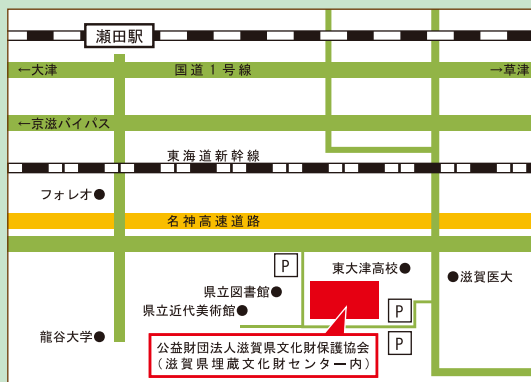 瀬田駅
←大津
国道1号線
→草津
←京滋バイパス
東海道新幹線
フォレオ
名神高速道路
P
東大津高校
滋賀医大
県立図書館
県立近代美術館
P
龍谷大学
P
公益財団法人滋賀県文化財保護協会
(滋賀県埋蔵文化財センター内)